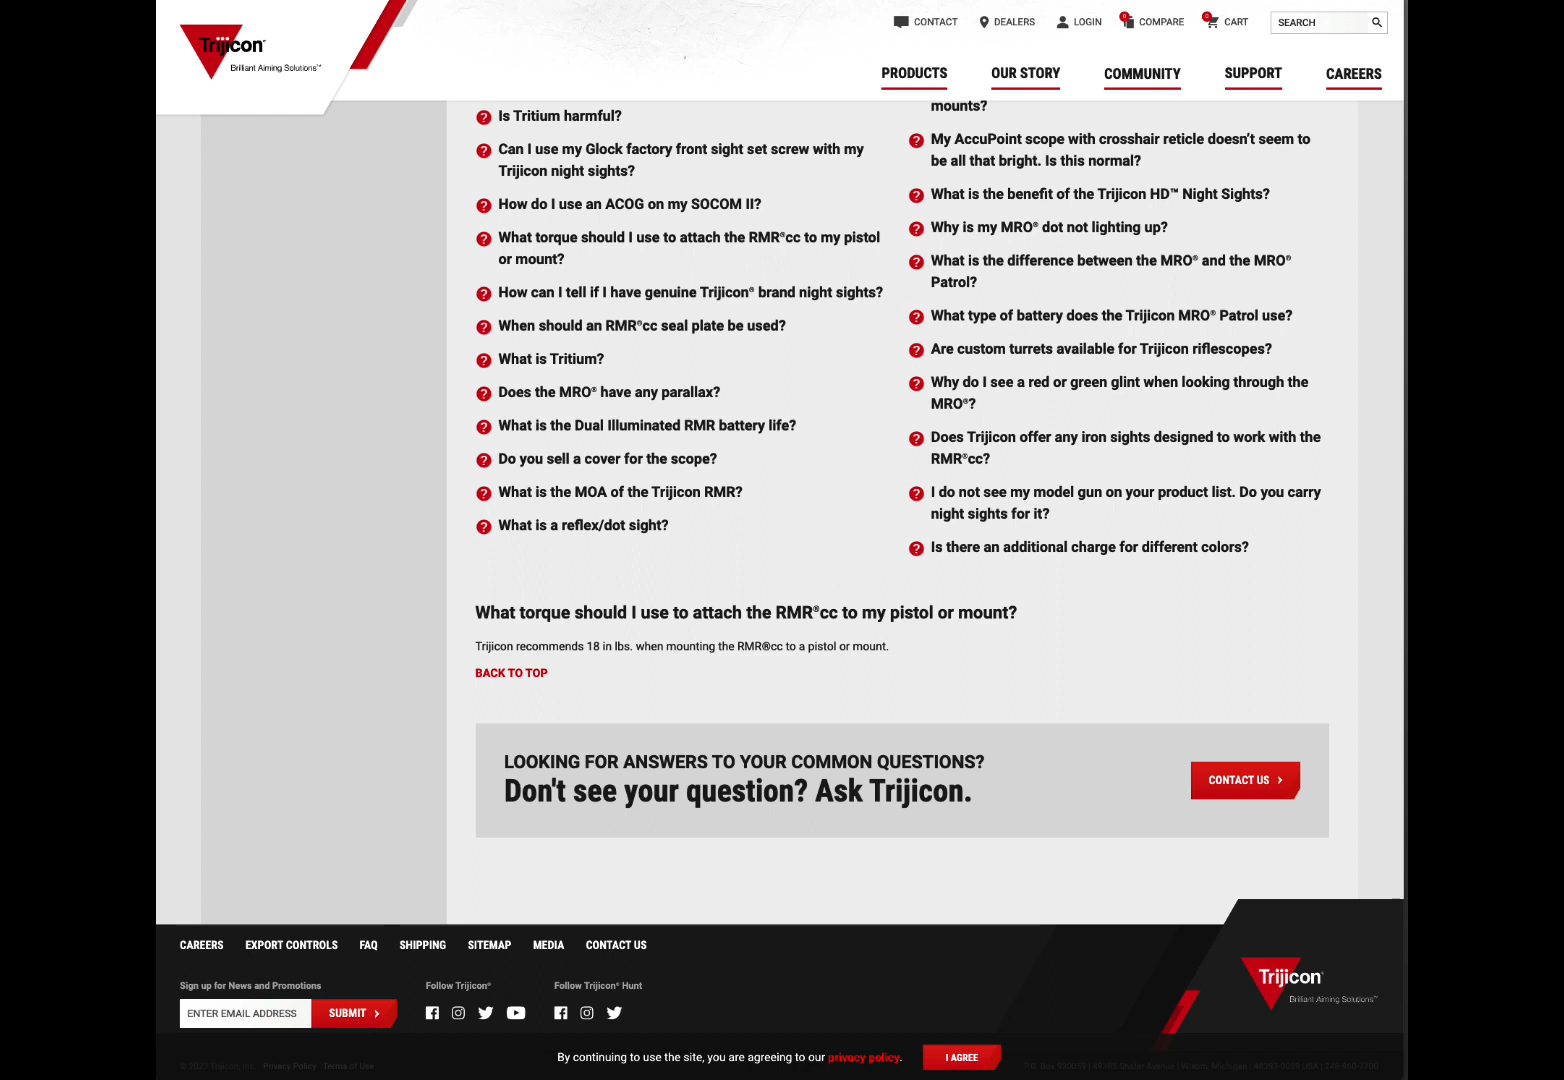 CONTACT
DEALERS
LOGIN
0
COMPARE
0
CART
SEARCH
Trijicon
Brilliant Aiming Solutions™
PRODUCTS
OUR STORY
COMMUNITY
SUPPORT
CAREERS
Is Tritium harmful?
Can I use my Glock factory front sight set screw with my
Trijicon night sights?
How do I use an ACOG on my SOCOM II?
What torque should I use to attach the RMR®cc to my pistol
or mount?
How can I tell if I have genuine Trijicon® brand night sights?
When should an RMR®cc seal plate be used?
What is Tritium?
Does the MRO® have any parallax?
What is the Dual Illuminated RMR battery life?
Do you sell a cover for the scope?
What is the MOA of the Trijicon RMR?
What is a reflex/dot sight?
mounts?
My AccuPoint scope with crosshair reticle doesn’t seem to
be all that bright. Is this normal?
What is the benefit of the Trijicon HD™ Night Sights?
Why is my MRO® dot not lighting up?
What is the difference between the MRO® and the MRO®
Patrol?
What type of battery does the Trijicon MRO® Patrol use?
Are custom turrets available for Trijicon riflescopes?
Why do I see a red or green glint when looking through the
MRO®?
Does Trijicon offer any iron sights designed to work with the
RMR®cc?
I do not see my model gun on your product list. Do you carry
night sights for it?
Is there an additional charge for different colors?
What torque should I use to attach the RMR®cc to my pistol or mount?
Trijicon recommends 18 in lbs. when mounting the RMR®cc to a pistol or mount.
BACK TO TOP
LOOKING FOR ANSWERS TO YOUR COMMON QUESTIONS?
Don't see your question? Ask Trijicon.
CONTACT US
CAREERS
EXPORT CONTROLS
FAQ
SHIPPING
SITEMAP
MEDIA
CONTACT US
Sign up for News and Promotions
ENTER EMAIL ADDRESS
SUBMIT
Follow Trijicon®
Follow Trijicon® Hunt
Trijicon®
Brilliant Aiming Solutions™
By continuing to use the site, you are agreeing to our privacy policy.
I AGREE
Privacy Policy
Terms of Use